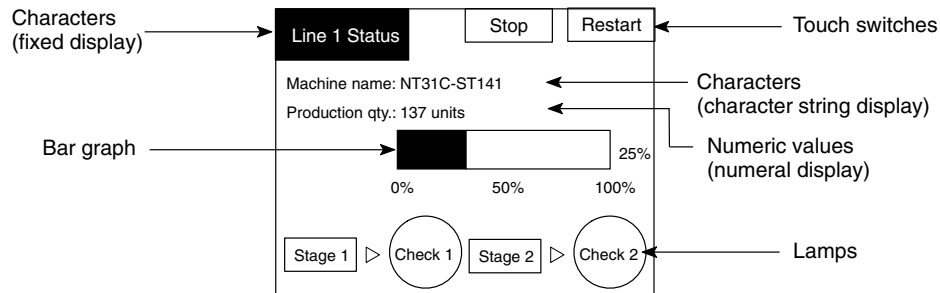 Characters
(fixed display)
Line 1 Status
Stop
Restart
Touch switches
Machine name: NT31C-ST141
Characters
(character string display)
Production qty.: 137 units
Bar graph
25%
Numeric values
(numeral display)
0%
50%
100%
Stage 1
Check 1
Stage 2
Check 2
Lamps